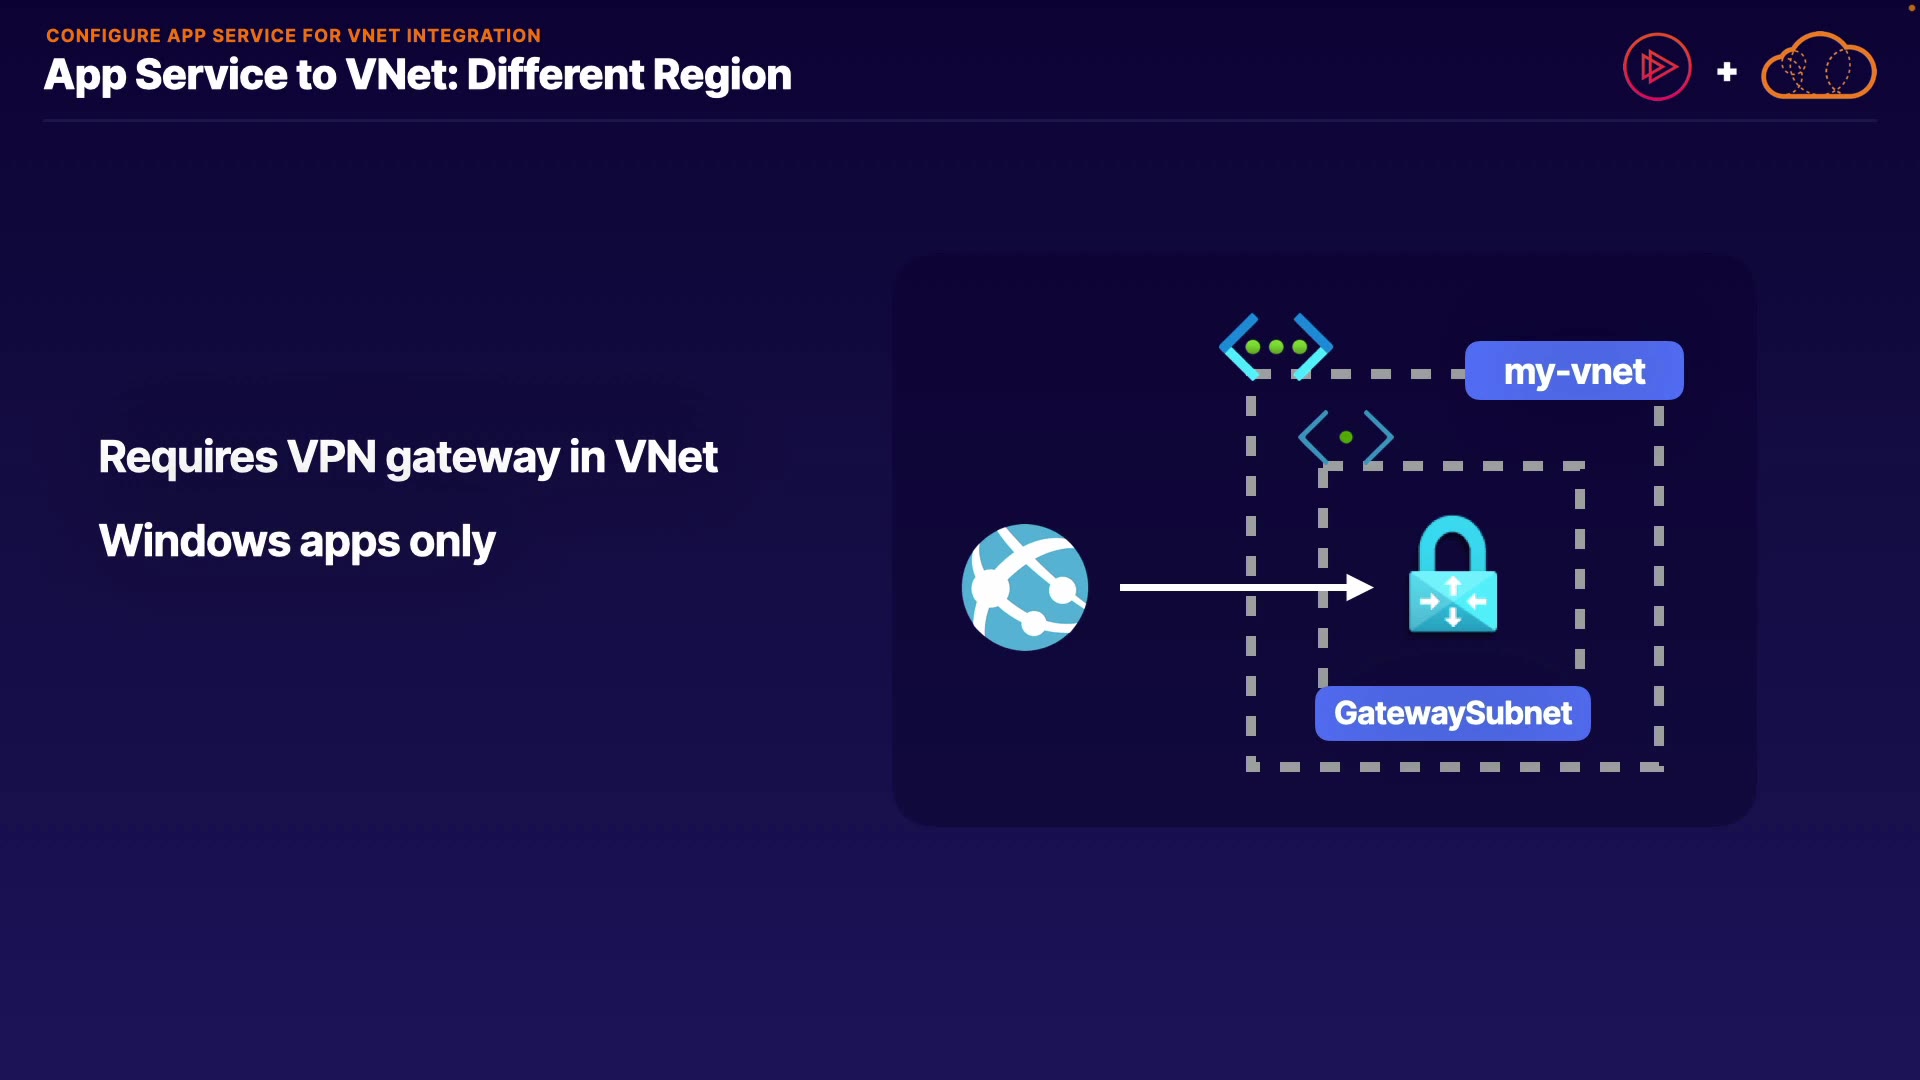 CONFIGURE APP SERVICE FOR VNET INTEGRATION
App Service to VNet: Different Region
my-vnet
Requires VPN gateway in VNet
Windows apps only
GatewaySubnet